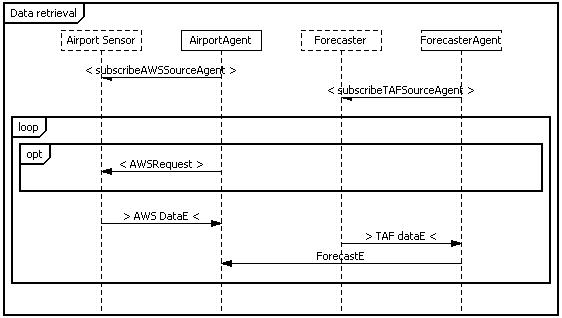 Data retrieval
Airport Sensor AirportAgent Forecaster ForecasterAgent
< subscribeAWSSourceAgent >
< subscribeTAFSourceAgent >
loop
opt
< AWSRequest >
> AWS DataE <
> TAF dataE <
ForecastE